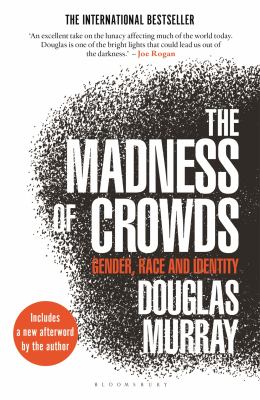 THE INTERNATIONAL BESTSELLER
‘An excellent take on the lunacy affecting much of the world today.
Douglas is one of the bright lights that could lead us out
of the darkness.’ – Joe Rogan
THE
MADNESS
OF CROWDS
GENDER, RACE AND IDENTITY
DOUGLAS
MURRAY
Includes
a new afterword
by the author
BLOOMSBURY